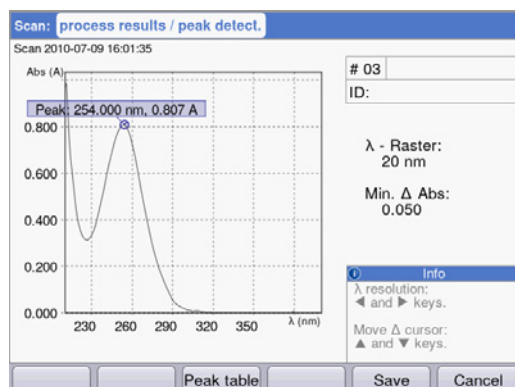 Scan: process results / peak detect.
Scan 2010-07-09 16:01:35
Abs (A)
Peak: 254.000 nm, 0.807 A
0.800
0.600
0.400
0.200
0.000
230 260 290 320 350 λ (nm)
# 03
ID:
λ - Raster:
20 nm
Min. Δ Abs:
0.050
i Info
λ resolution:
◀ and ▶ keys.
Move Δ cursor:
▲ and ▼ keys.
Peak table
Save
Cancel